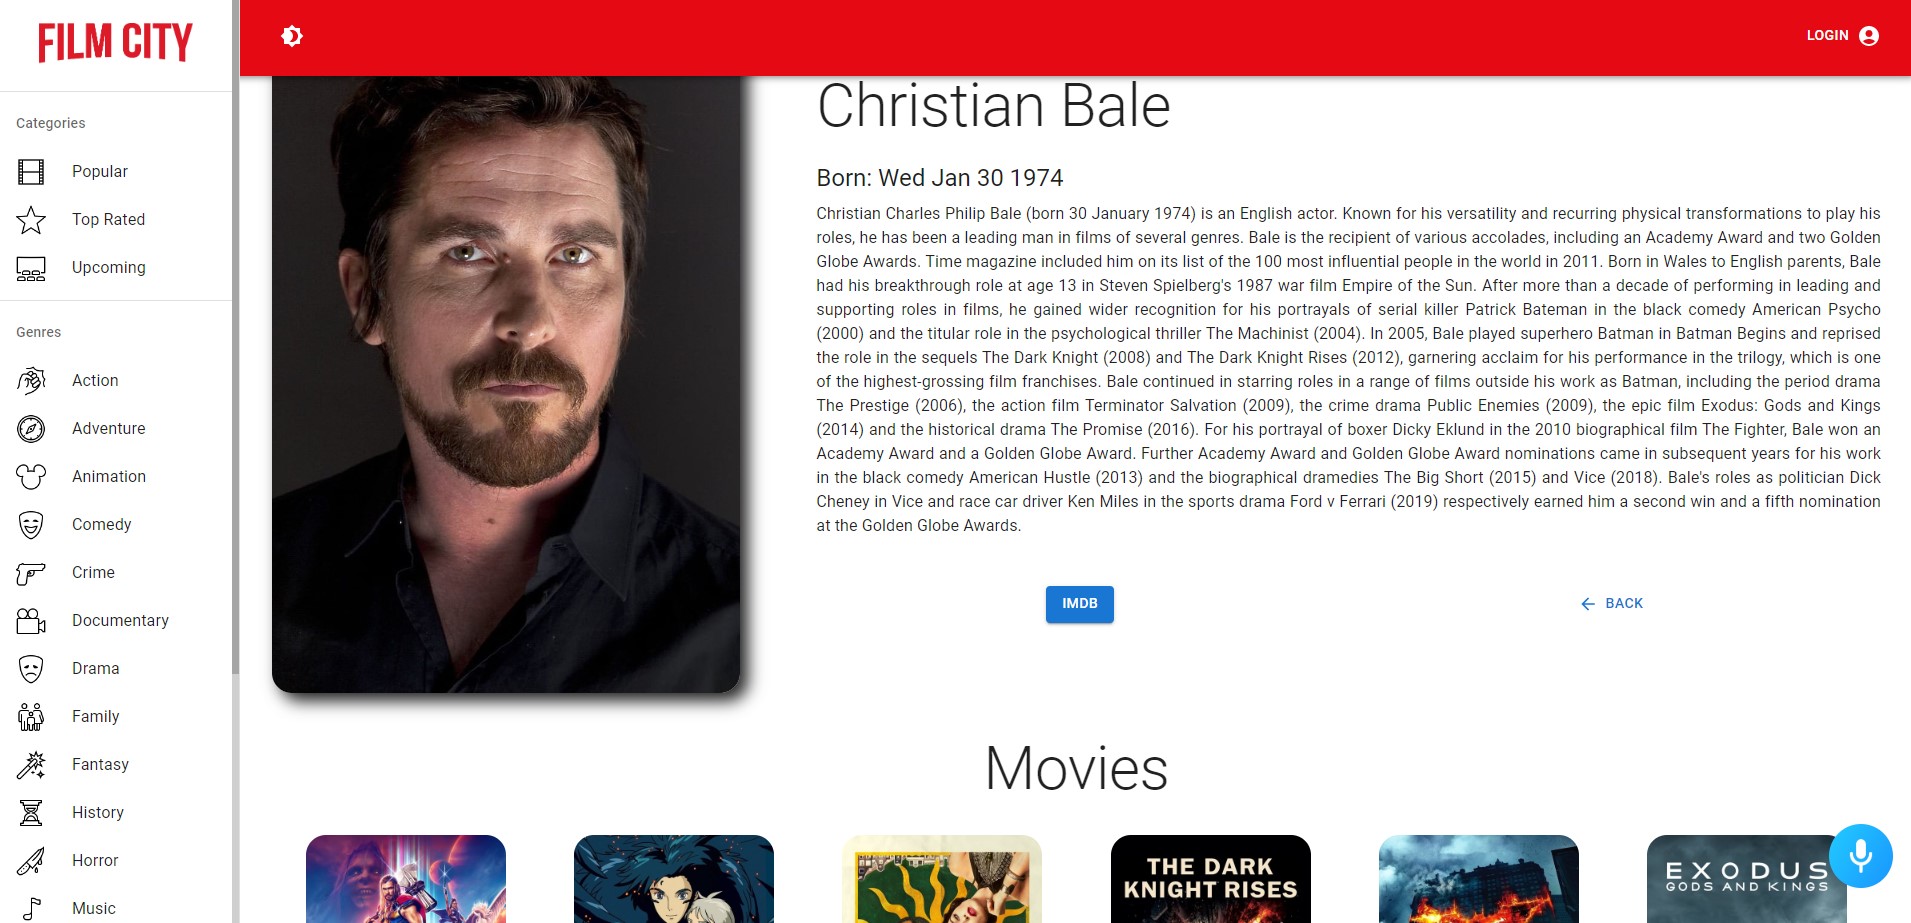 FILM CITY
LOGIN
Categories
Popular
Top Rated
Upcoming
Genres
Action
Adventure
Animation
Comedy
Crime
Documentary
Drama
Family
Fantasy
History
Horror
Music
Christian Bale
Born: Wed Jan 30 1974
Christian Charles Philip Bale (born 30 January 1974) is an English actor. Known for his versatility and recurring physical transformations to play his
roles, he has been a leading man in films of several genres. Bale is the recipient of various accolades, including an Academy Award and two Golden
Globe Awards. Time magazine included him on its list of the 100 most influential people in the world in 2011. Born in Wales to English parents, Bale
had his breakthrough role at age 13 in Steven Spielberg's 1987 war film Empire of the Sun. After more than a decade of performing in leading and
supporting roles in films, he gained wider recognition for his portrayals of serial killer Patrick Bateman in the black comedy American Psycho
(2000) and the titular role in the psychological thriller The Machinist (2004). In 2005, Bale played superhero Batman in Batman Begins and reprised
the role in the sequels The Dark Knight (2008) and The Dark Knight Rises (2012), garnering acclaim for his performance in the trilogy, which is one
of the highest-grossing film franchises. Bale continued in starring roles in a range of films outside his work as Batman, including the period drama
The Prestige (2006), the action film Terminator Salvation (2009), the crime drama Public Enemies (2009), the epic film Exodus: Gods and Kings
(2014) and the historical drama The Promise (2016). For his portrayal of boxer Dicky Eklund in the 2010 biographical film The Fighter, Bale won an
Academy Award and a Golden Globe Award. Further Academy Award and Golden Globe Award nominations came in subsequent years for his work
in the black comedy American Hustle (2013) and the biographical dramedies The Big Short (2015) and Vice (2018). Bale's roles as politician Dick
Cheney in Vice and race car driver Ken Miles in the sports drama Ford v Ferrari (2019) respectively earned him a second win and a fifth nomination
at the Golden Globe Awards.
IMDB
BACK
Movies
THE DARK
KNIGHT RISES
EXODUS
GODS AND KINGS